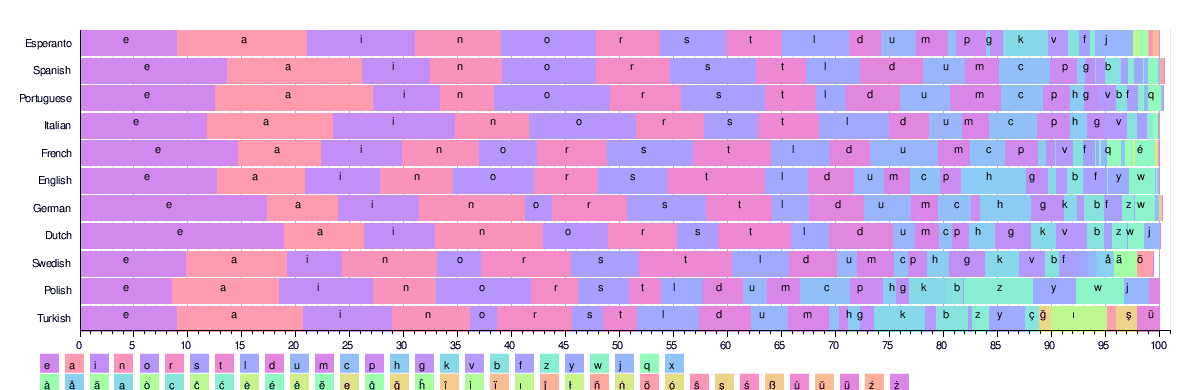 Esperanto e a i n o r s t l d u m p g k v f j
Spanish e a i n o r s t l d u m c p g b
Portuguese e a i n o r s t l d u m c p h g v b f q
Italian e a i n o r s t l d u m c p h g v
French e a i n o r s t l d u m c p v f q é
English e a i n o r s t l d u m c p h g b f y w
German e a i n o r s t l d u m c h g k b f z w
Dutch e a i n o r s t l d u m c p h g k v b z w j
Swedish e a i n o r s t l d u m c p h g k v b f å ä ö
Polish e a i n o r s t l d u m c p h g k b z y w j
Turkish e a i n o r s t l d u m h g k b z y ç ğ ı ş ü
0 5 10 15 20 25 30 35 40 45 50 55 60 65 70 75 80 85 90 95 100
e a i n o r s t l d u m c p h g k v b f z y w j q x
à å ä ą ò ç ĉ è é ê ë ę ĝ ğ ĥ î ì ï ı ł ñ ń ö ó ŝ ş ś ß ù ü ź ż